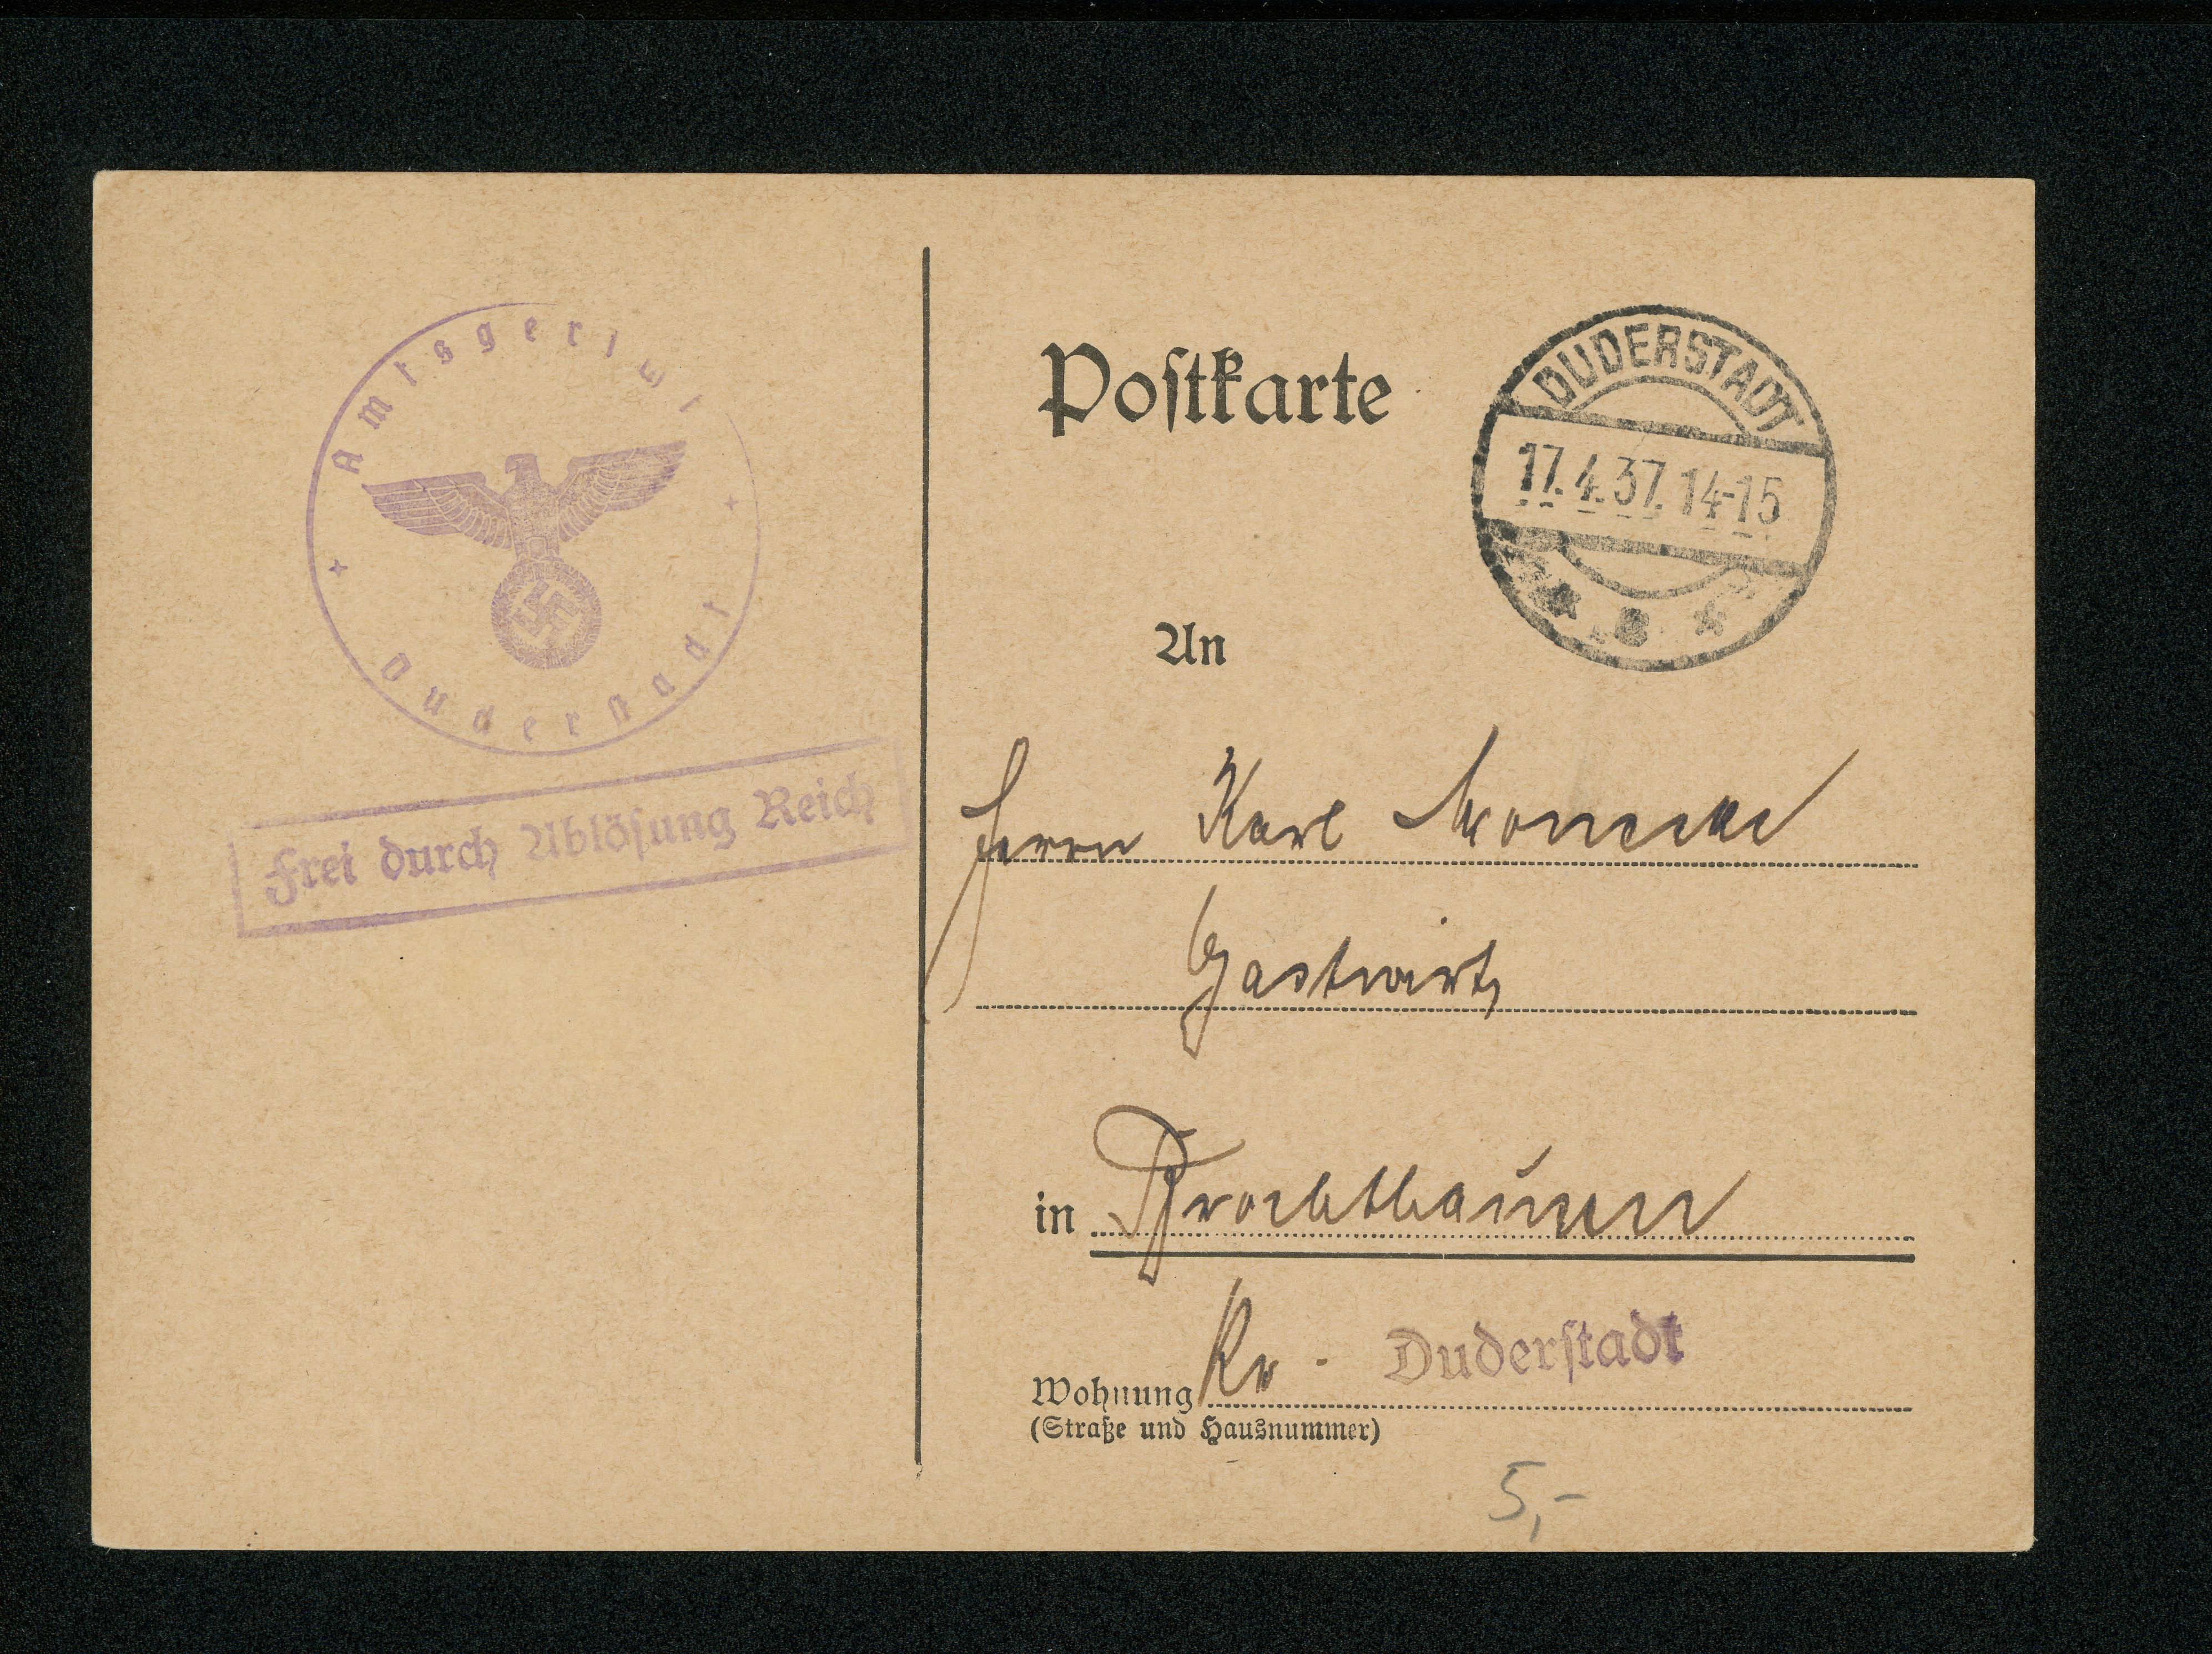 Amtsgericht
Duderstadt
Frei durch Ablösung Reich
Postkarte
DUDERSTADT
17.4.37.14-15
An
Herrn Karl
Gastwirt
in Brochthausen
Wohnung Kr. Duderstadt
(Straße und Hausnummer)
5,-